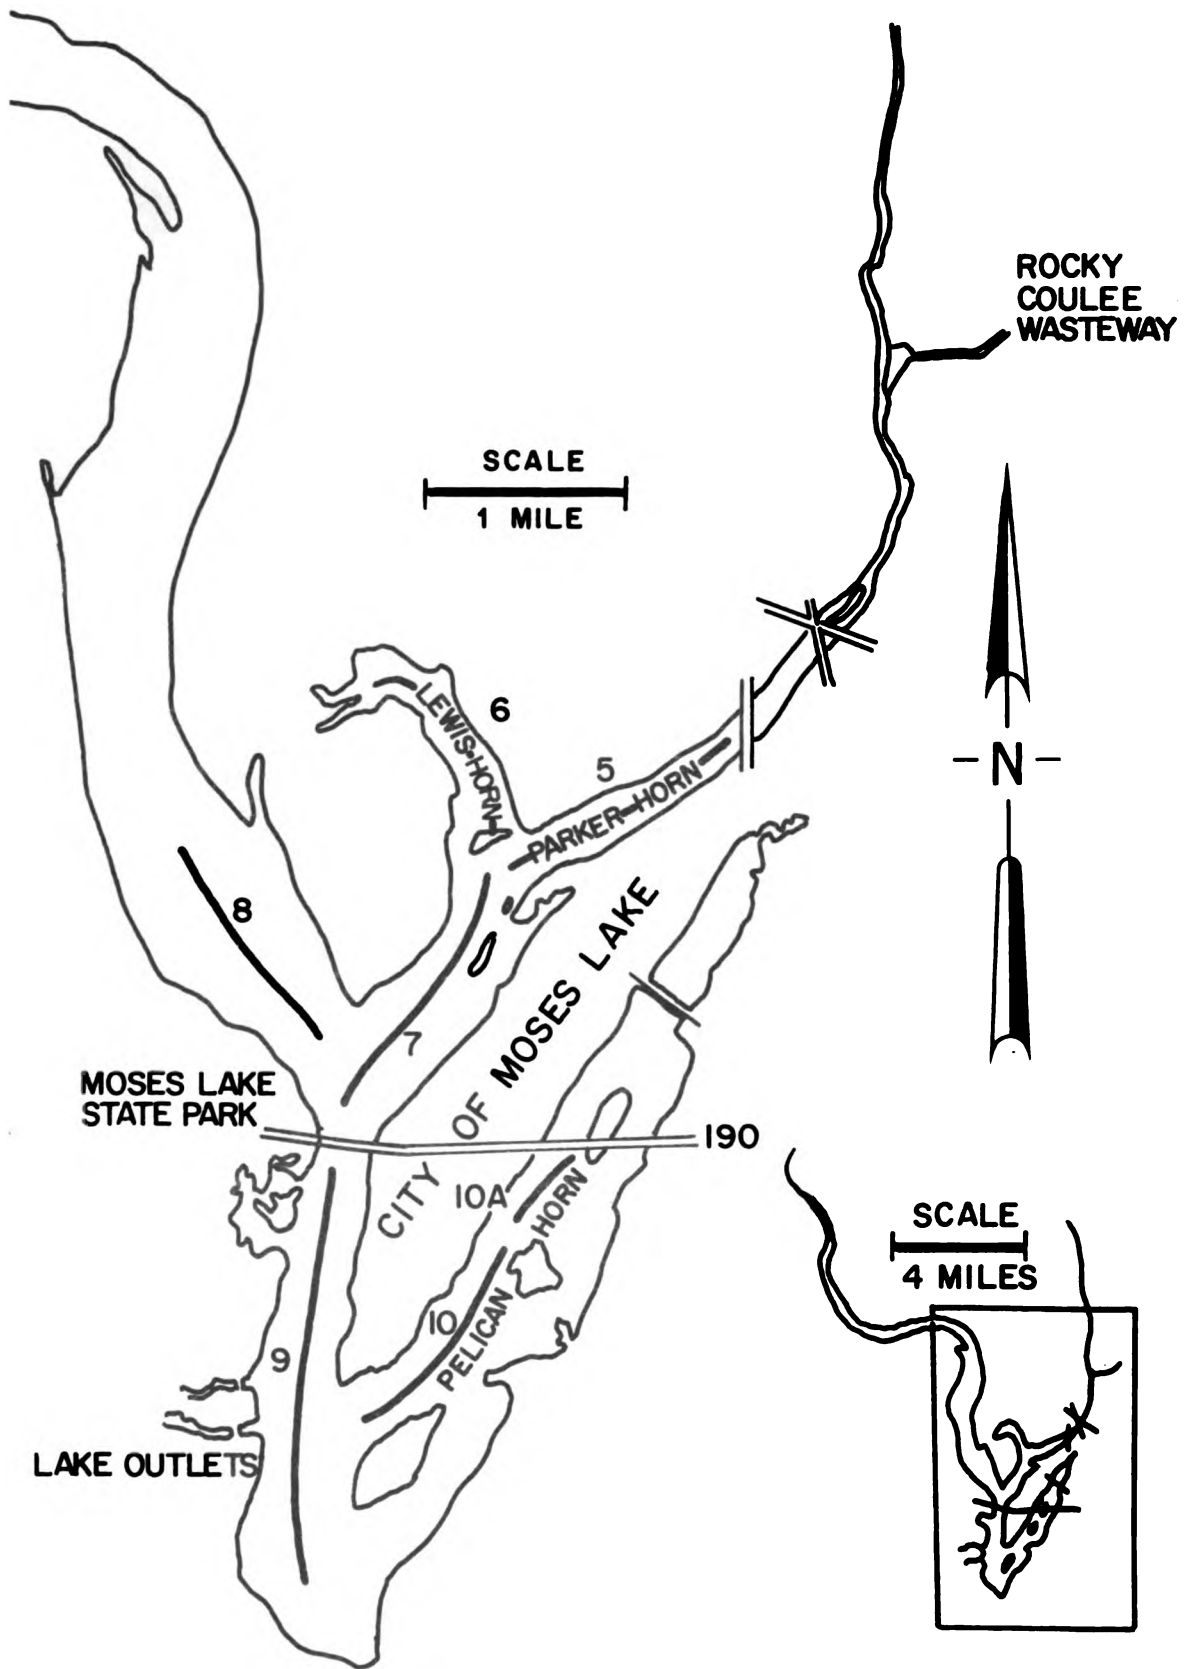 ROCKY
COULEE
WASTEWAY
SCALE
1 MILE
6
LEWIS-HORN
5
PARKER-HORN
-N-
8
7
CITY OF MOSES LAKE
MOSES LAKE
STATE PARK
190
10A
PELICAN HORN
10
9
LAKE OUTLETS
SCALE
4 MILES